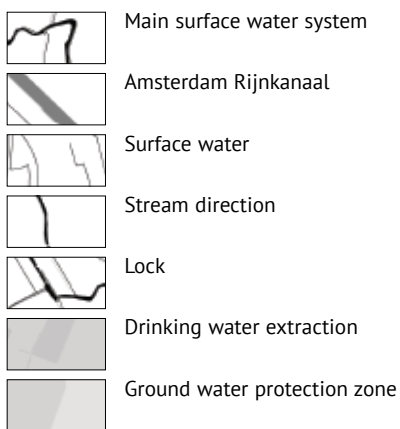 Main surface water system
Amsterdam Rijnkanaal
Surface water
Stream direction
Lock
Drinking water extraction
Ground water protection zone